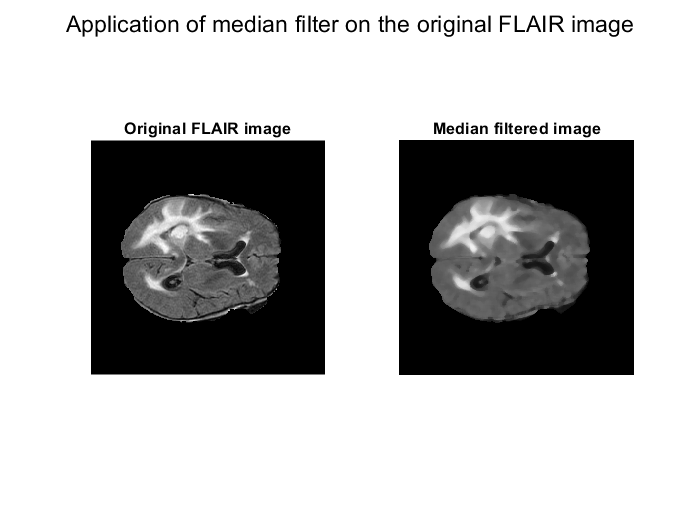 Application of median filter on the original FLAIR image
Original FLAIR image
Median filtered image